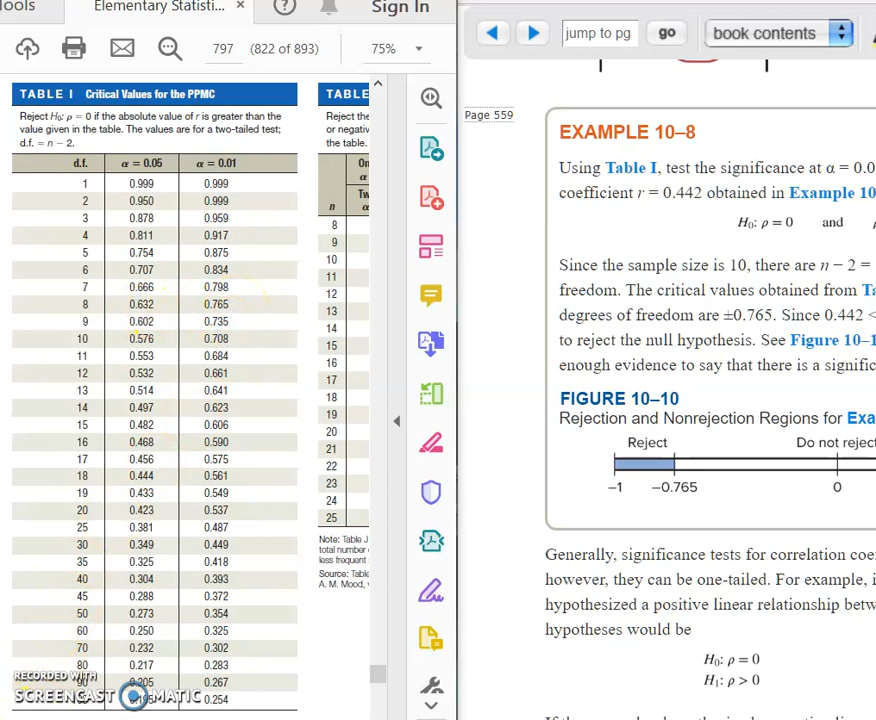 ools
Elementary Statisti...
×
Sign In
797 (822 of 893)
75%
TABLE I Critical Values for the PPMC
Reject H₀: ρ = 0 if the absolute value of r is greater than the
value given in the table. The values are for a two-tailed test;
d.f. = n − 2.
d.f. α = 0.05 α = 0.01
1 0.999 0.999
2 0.950 0.999
3 0.878 0.959
4 0.811 0.917
5 0.754 0.875
6 0.707 0.834
7 0.666 0.798
8 0.632 0.765
9 0.602 0.735
10 0.576 0.708
11 0.553 0.684
12 0.532 0.661
13 0.514 0.641
14 0.497 0.623
15 0.482 0.606
16 0.468 0.590
17 0.456 0.575
18 0.444 0.561
19 0.433 0.549
20 0.423 0.537
25 0.381 0.487
30 0.349 0.449
35 0.325 0.418
40 0.304 0.393
45 0.288 0.372
50 0.273 0.354
60 0.250 0.325
70 0.232 0.302
80 0.217 0.283
90 0.205 0.267
0.195 0.254
RECORDED WITH
SCREENCAST MATIC
TABLE
Reject the
or negativ
the table.
On
α
Tw
n α
8
9
10
11
12
13
14
15
16
17
18
19
20
21
22
23
24
25
Note: Table J
total number
less frequent
Source: Table
A. M. Mood,
jump to pg
go
book contents
Page 559
EXAMPLE 10–8
Using Table I, test the significance at α = 0.0
coefficient r = 0.442 obtained in Example 10
H₀: ρ = 0 and
Since the sample size is 10, there are n − 2 =
freedom. The critical values obtained from Ta
degrees of freedom are ±0.765. Since 0.442 <
to reject the null hypothesis. See Figure 10–1
enough evidence to say that there is a signific
FIGURE 10–10
Rejection and Nonrejection Regions for Exa
Reject Do not reject
−1 −0.765 0
Generally, significance tests for correlation coe
however, they can be one-tailed. For example, i
hypothesized a positive linear relationship betw
hypotheses would be
H₀: ρ = 0
H₁: ρ > 0